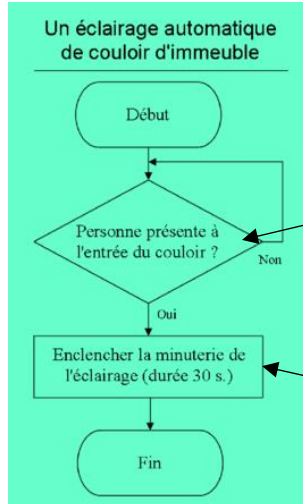 Un éclairage automatique
de couloir d'immeuble
Début
Personne présente à
l'entrée du couloir ?
Non
Oui
Enclencher la minuterie de
l'éclairage (durée 30 s.)
Fin